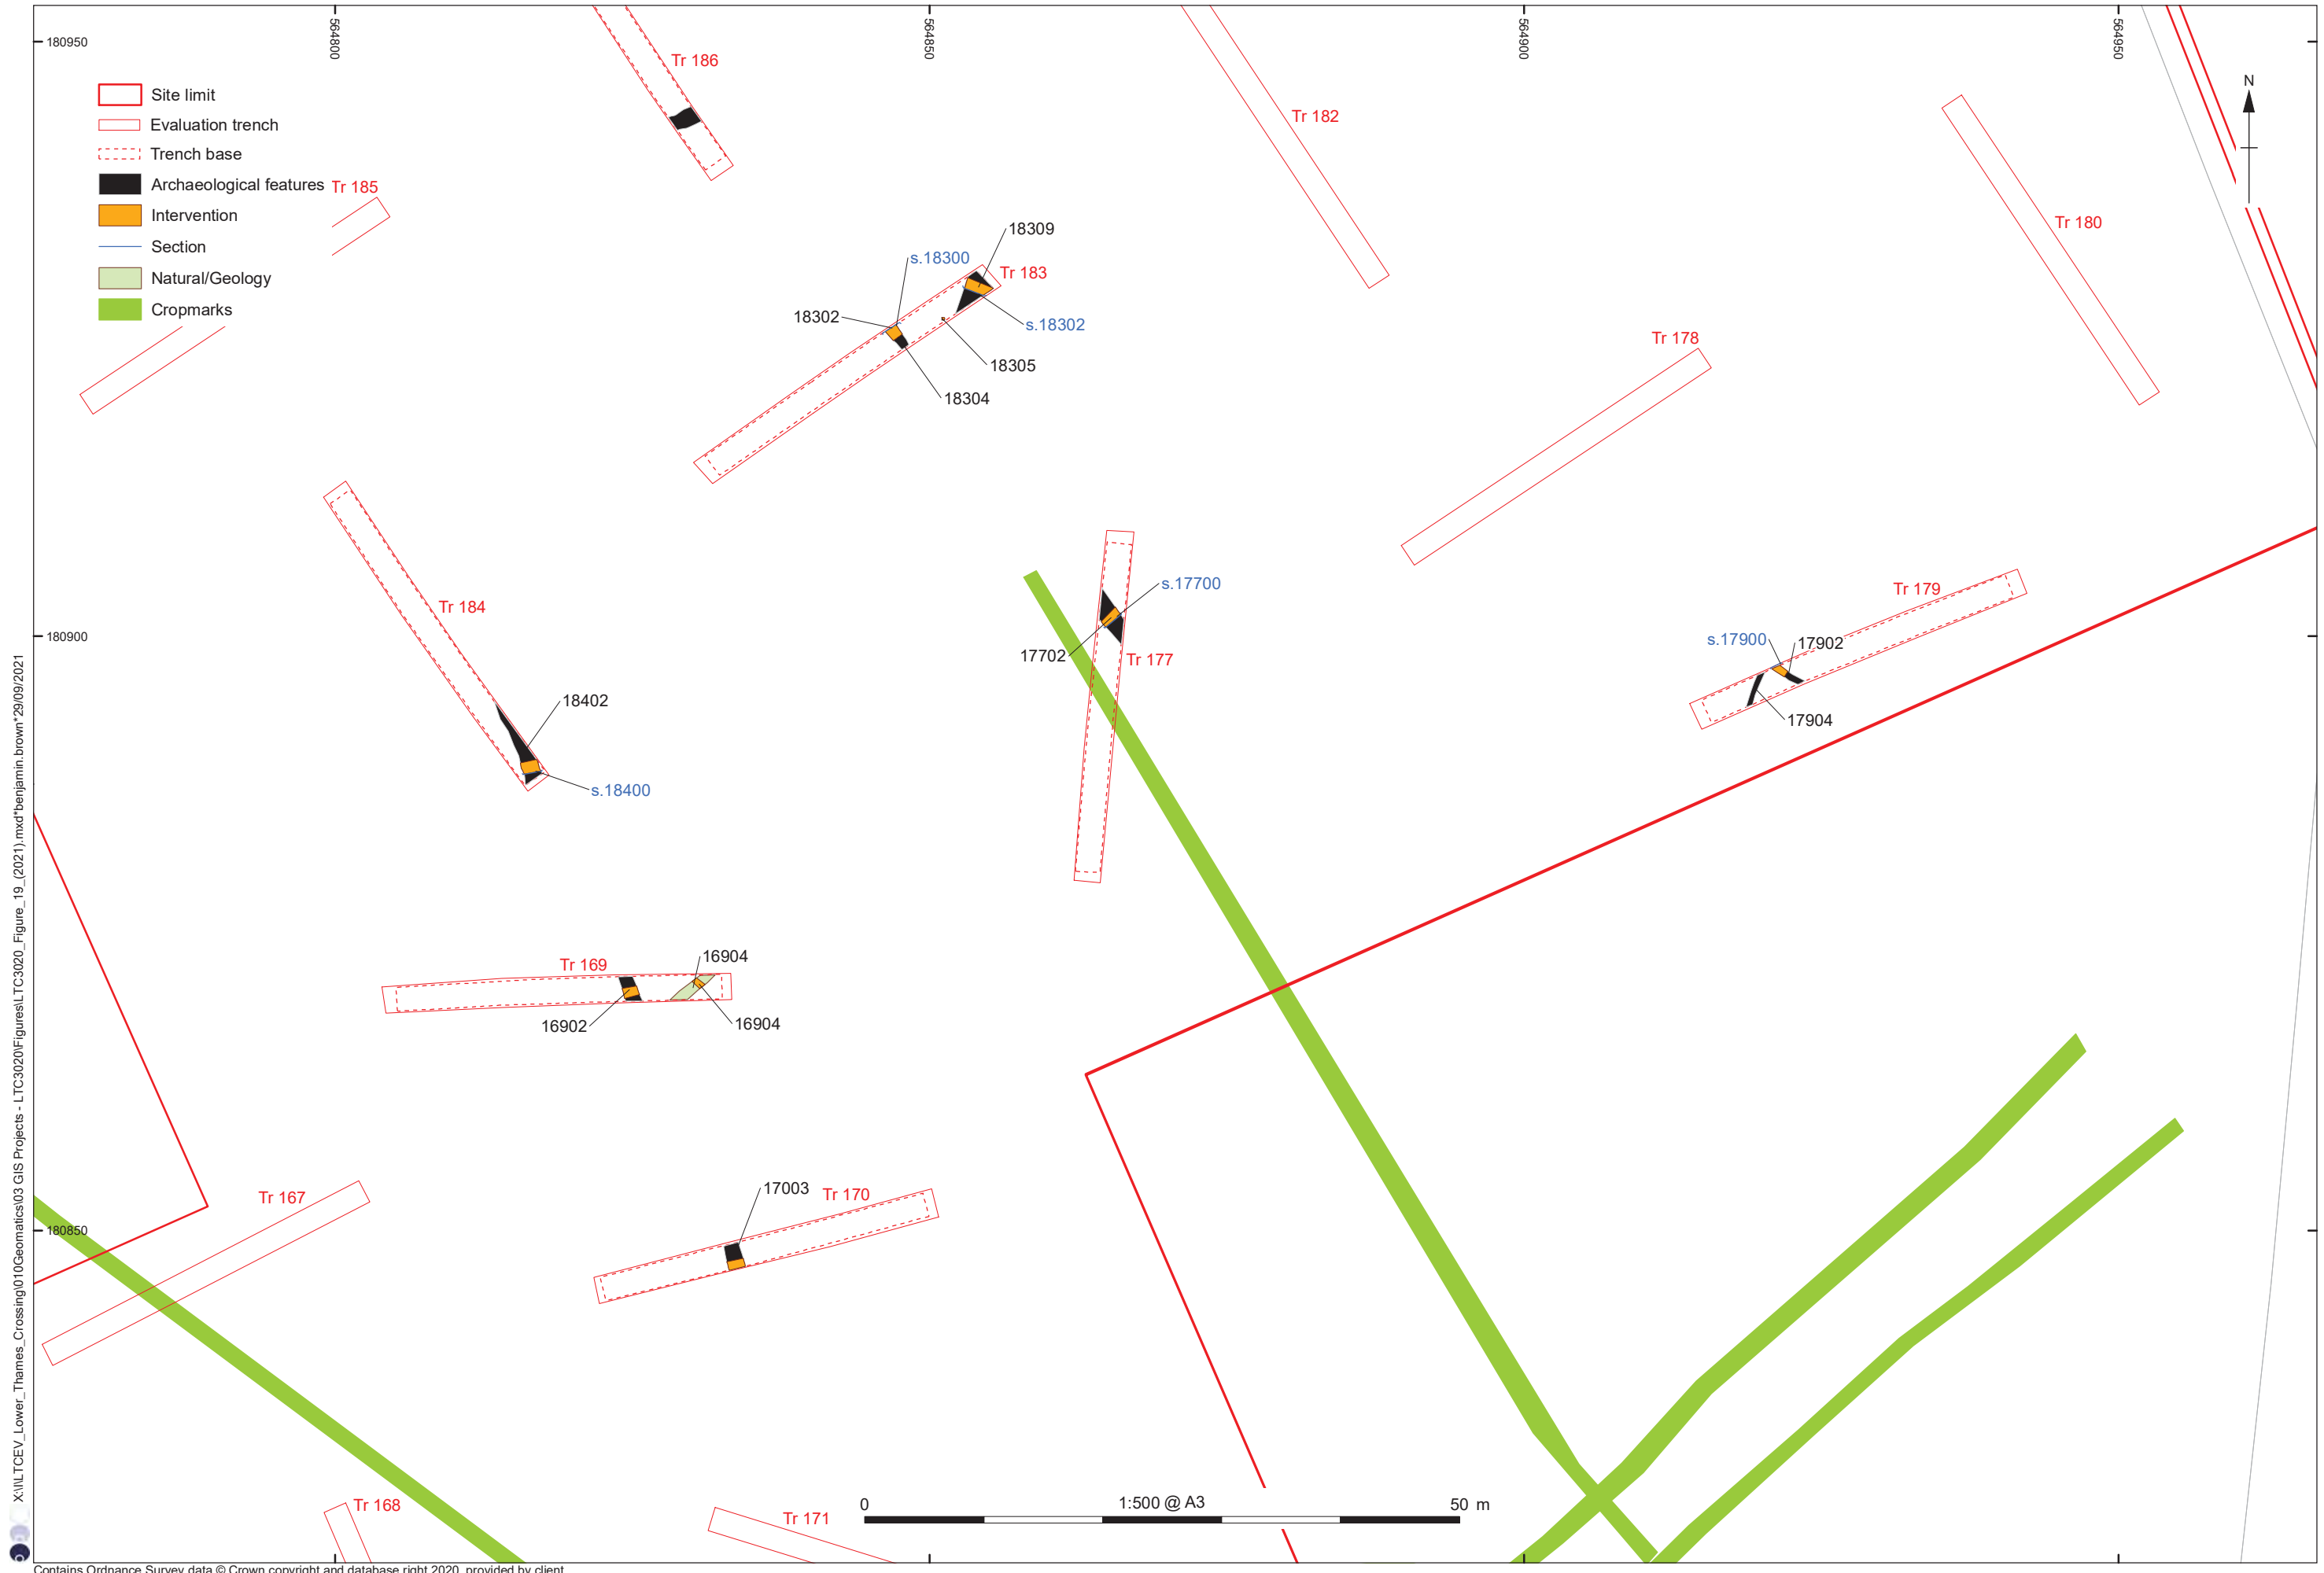 564800
564850
564900
564950
180950
N
Tr 186
Tr 182
Site limit
Evaluation trench
Trench base
Archaeological features
Intervention
Section
Natural/Geology
Cropmarks
Tr 185
Tr 180
18309
s.18300
Tr 183
18302
s.18302
18305
18304
Tr 178
Tr 184
s.17700
Tr 179
180900
17702
Tr 177
s.17900
17902
17904
18402
s.18400
16904
Tr 169
16902
16904
17003
Tr 170
Tr 167
180850
Tr 168
Tr 171
0
1:500 @ A3
50 m
X:\l\LTCEV_Lower_Thames_Crossing\010Geomatics\03 GIS Projects - LTC3020\Figures\LTC3020_Figure_19_(2021).mxd*benjamin.brown*29/09/2021
Contains Ordnance Survey data © Crown copyright and database right 2020, provided by client